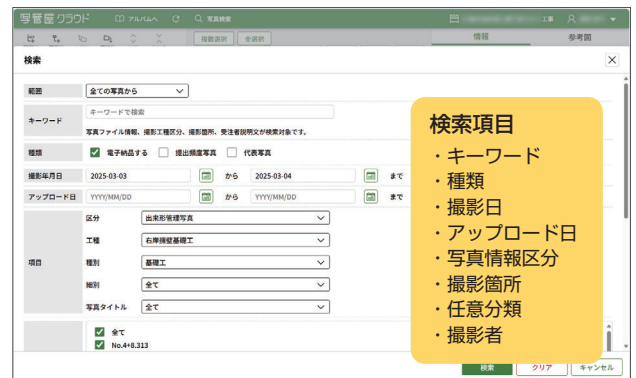 写管屋クラウド アルバムへ 写真検索 工事
複数選択 全選択 情報 参考図
検索
範囲 全ての写真から
キーワード キーワードで検索
写真ファイル情報、撮影工種区分、撮影箇所、受注者説明文が検索対象です。
種類 電子納品する 提出頻度写真 代表写真
撮影年月日 2025-03-03 から 2025-03-04 まで
アップロード日 YYYY/MM/DD から YYYY/MM/DD まで
項目
区分 出来形管理写真
工種 右岸擁壁基礎工
種別 基礎工
細別 全て
写真タイトル 全て
全て
No.4+8.313
検索 クリア キャンセル
検索項目
・キーワード
・種類
・撮影日
・アップロード日
・写真情報区分
・撮影箇所
・任意分類
・撮影者